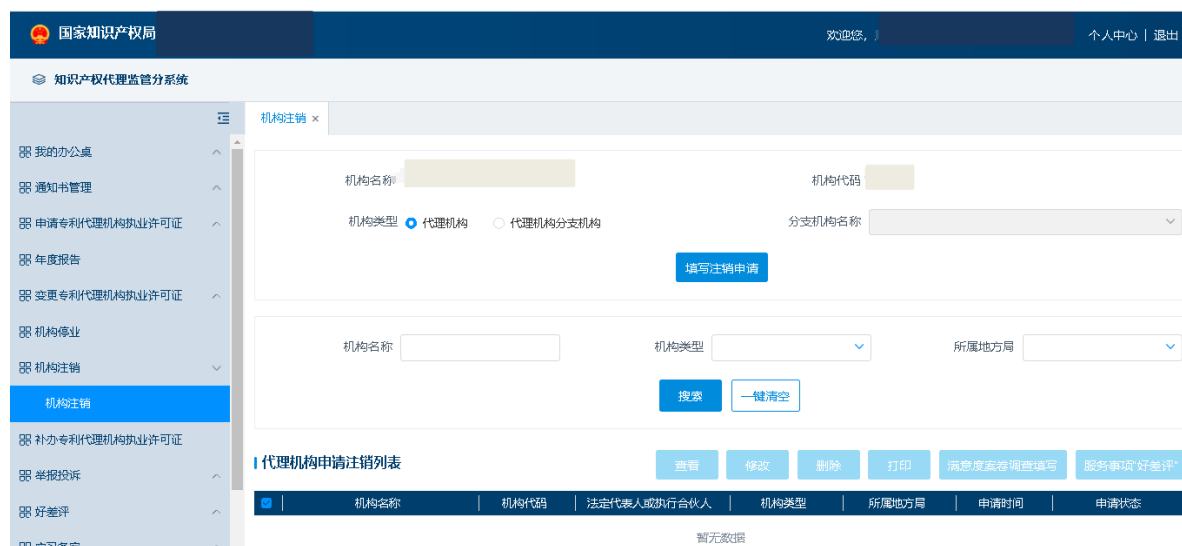 国家知识产权局
欢迎您，
个人中心 | 退出
知识产权代理监管分系统
机构注销 ×
我的办公桌
通知书管理
申请专利代理机构执业许可证
年度报告
变更专利代理机构执业许可证
机构停业
机构注销
机构注销
补办专利代理机构执业许可证
举报投诉
好差评
机构名称
机构代码
机构类型 代理机构 代理机构分支机构
分支机构名称
填写注销申请
机构名称 机构类型 所属地方局
搜索 一键清空
代理机构申请注销列表
查看 修改 删除 打印 满意度案卷调查填写 服务事项"好差评"
机构名称 机构代码 法定代表人或执行合伙人 机构类型 所属地方局 申请时间 申请状态
暂无数据